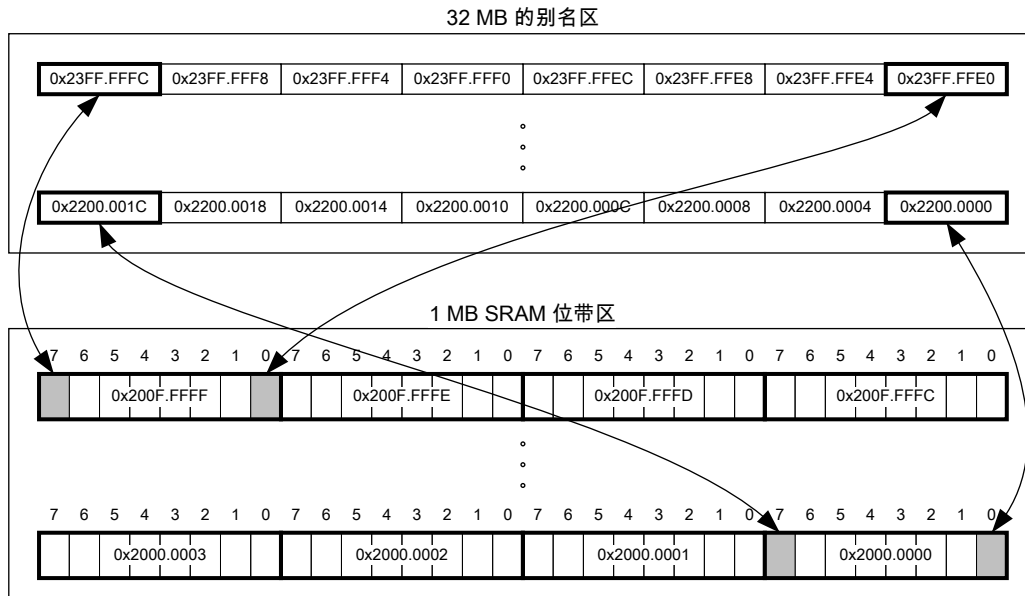 32 MB 的别名区
0x23FF.FFFC 0x23FF.FFF8 0x23FF.FFF4 0x23FF.FFF0 0x23FF.FFEC 0x23FF.FFE8 0x23FF.FFE4 0x23FF.FFE0
0x2200.001C 0x2200.0018 0x2200.0014 0x2200.0010 0x2200.000C 0x2200.0008 0x2200.0004 0x2200.0000
1 MB SRAM 位带区
7 6 5 4 3 2 1 0 7 6 5 4 3 2 1 0 7 6 5 4 3 2 1 0 7 6 5 4 3 2 1 0
0x200F.FFFF 0x200F.FFFE 0x200F.FFFD 0x200F.FFFC
7 6 5 4 3 2 1 0 7 6 5 4 3 2 1 0 7 6 5 4 3 2 1 0 7 6 5 4 3 2 1 0
0x2000.0003 0x2000.0002 0x2000.0001 0x2000.0000